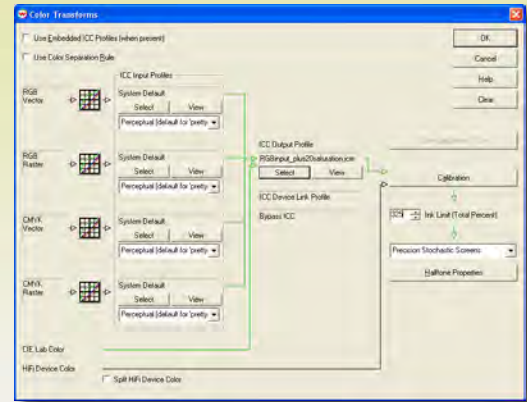 Color Transforms
Use Embedded ICC Profiles (when present)
Use Color Separation Rule
OK
Cancel
Help
Clear
ICC Input Profiles
RGB Vector
System Default
Select View
Perceptual (default for 'pretty
RGB Raster
System Default
Select View
Perceptual (default for 'pretty
CMYK Vector
System Default
Select View
Perceptual (default for 'pretty
CMYK Raster
System Default
Select View
Perceptual (default for 'pretty
ICC Output Profile
RGBinput_plus20saturation.icm
Select View
ICC Device Link Profile
Bypass ICC
Calibration
325 Ink Limit (Total Percent)
Precision Stochastic Screens
Halftone Properties
CIE Lab Color
HiFi Device Color
Split HiFi Device Color